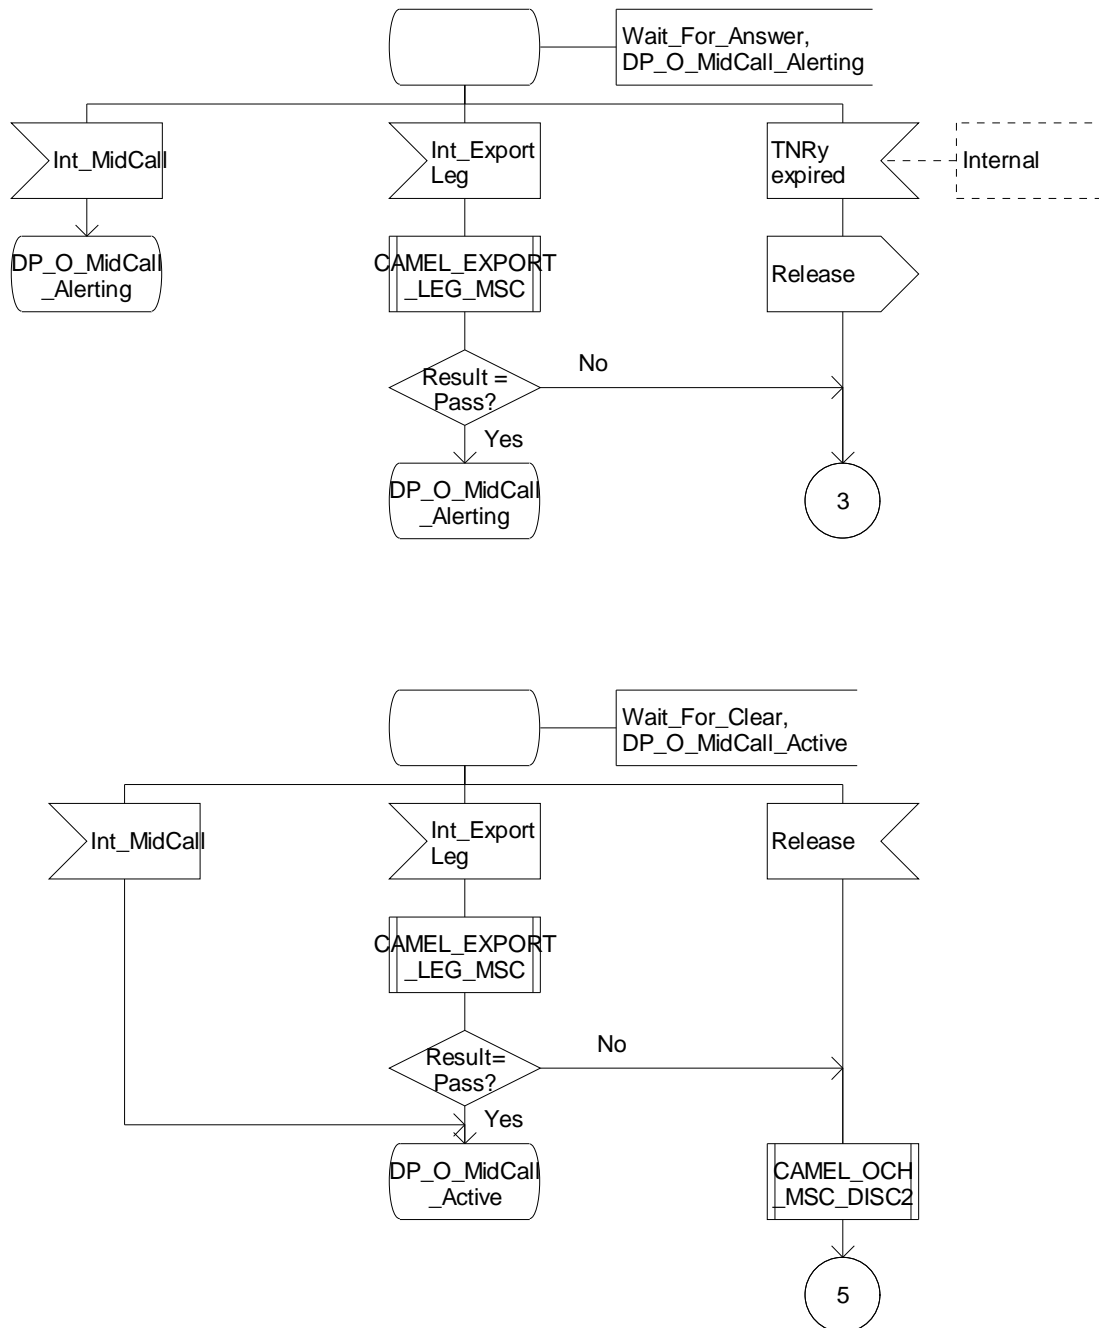 Wait_For_Answer,
DP_O_MidCall_Alerting
Int_MidCall
Int_Export
Leg
TNRy
expired
Internal
DP_O_MidCall
_Alerting
CAMEL_EXPORT
_LEG_MSC
Release
Result =
Pass?
No
Yes
DP_O_MidCall
_Alerting
3
Wait_For_Clear,
DP_O_MidCall_Active
Int_MidCall
Int_Export
Leg
Release
CAMEL_EXPORT
_LEG_MSC
Result=
Pass?
No
Yes
DP_O_MidCall
_Active
CAMEL_OCH
_MSC_DISC2
5